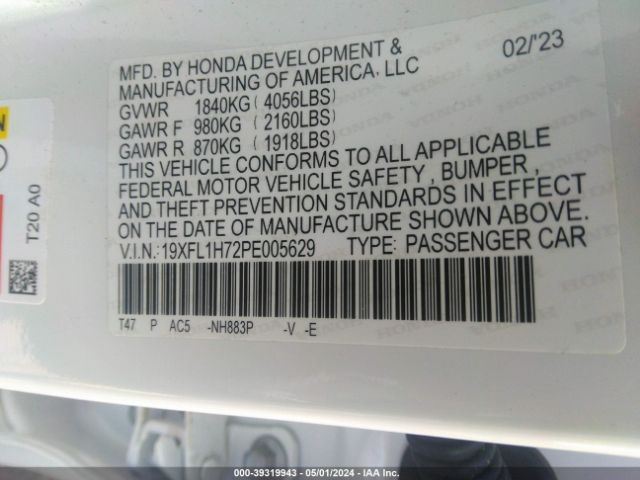 MFD. BY HONDA DEVELOPMENT & 02/'23
MANUFACTURING OF AMERICA, LLC
GVWR 1840KG (4056LBS)
GAWR F 980KG (2160LBS)
GAWR R 870KG (1918LBS)
THIS VEHICLE CONFORMS TO ALL APPLICABLE
FEDERAL MOTOR VEHICLE SAFETY, BUMPER,
AND THEFT PREVENTION STANDARDS IN EFFECT
ON THE DATE OF MANUFACTURE SHOWN ABOVE.
V.I.N.:19XFL1H72PE005629 TYPE: PASSENGER CAR
T47 P AC5 -NH883P -V -E
T20 A0
000-39319943 - 05/01/2024 - IAA Inc.